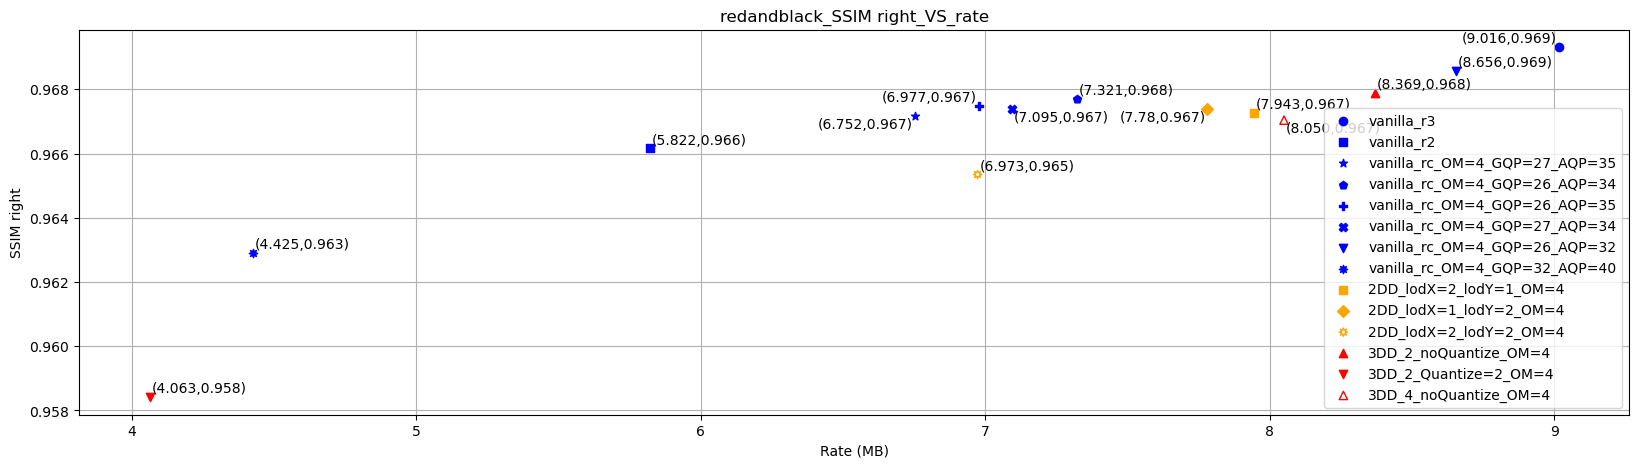 redandblack_SSIM right_VS_rate
(9.016,0.969)
(8.656,0.969)
(8.369,0.968)
(7.321,0.968)
(6.977,0.967)
(7.943,0.967)
(6.752,0.967)
(7.095,0.967)
(7.78,0.967)
(8.050,0.967)
(5.822,0.966)
(6.973,0.965)
(4.425,0.963)
(4.063,0.958)
SSIM right
0.968
0.966
0.964
0.962
0.960
0.958
4
5
6
7
8
9
Rate (MB)
vanilla_r3
vanilla_r2
vanilla_rc_OM=4_GQP=27_AQP=35
vanilla_rc_OM=4_GQP=26_AQP=34
vanilla_rc_OM=4_GQP=26_AQP=35
vanilla_rc_OM=4_GQP=27_AQP=34
vanilla_rc_OM=4_GQP=26_AQP=32
vanilla_rc_OM=4_GQP=32_AQP=40
2DD_lodX=2_lodY=1_OM=4
2DD_lodX=1_lodY=2_OM=4
2DD_lodX=2_lodY=2_OM=4
3DD_2_noQuantize_OM=4
3DD_2_Quantize=2_OM=4
3DD_4_noQuantize_OM=4